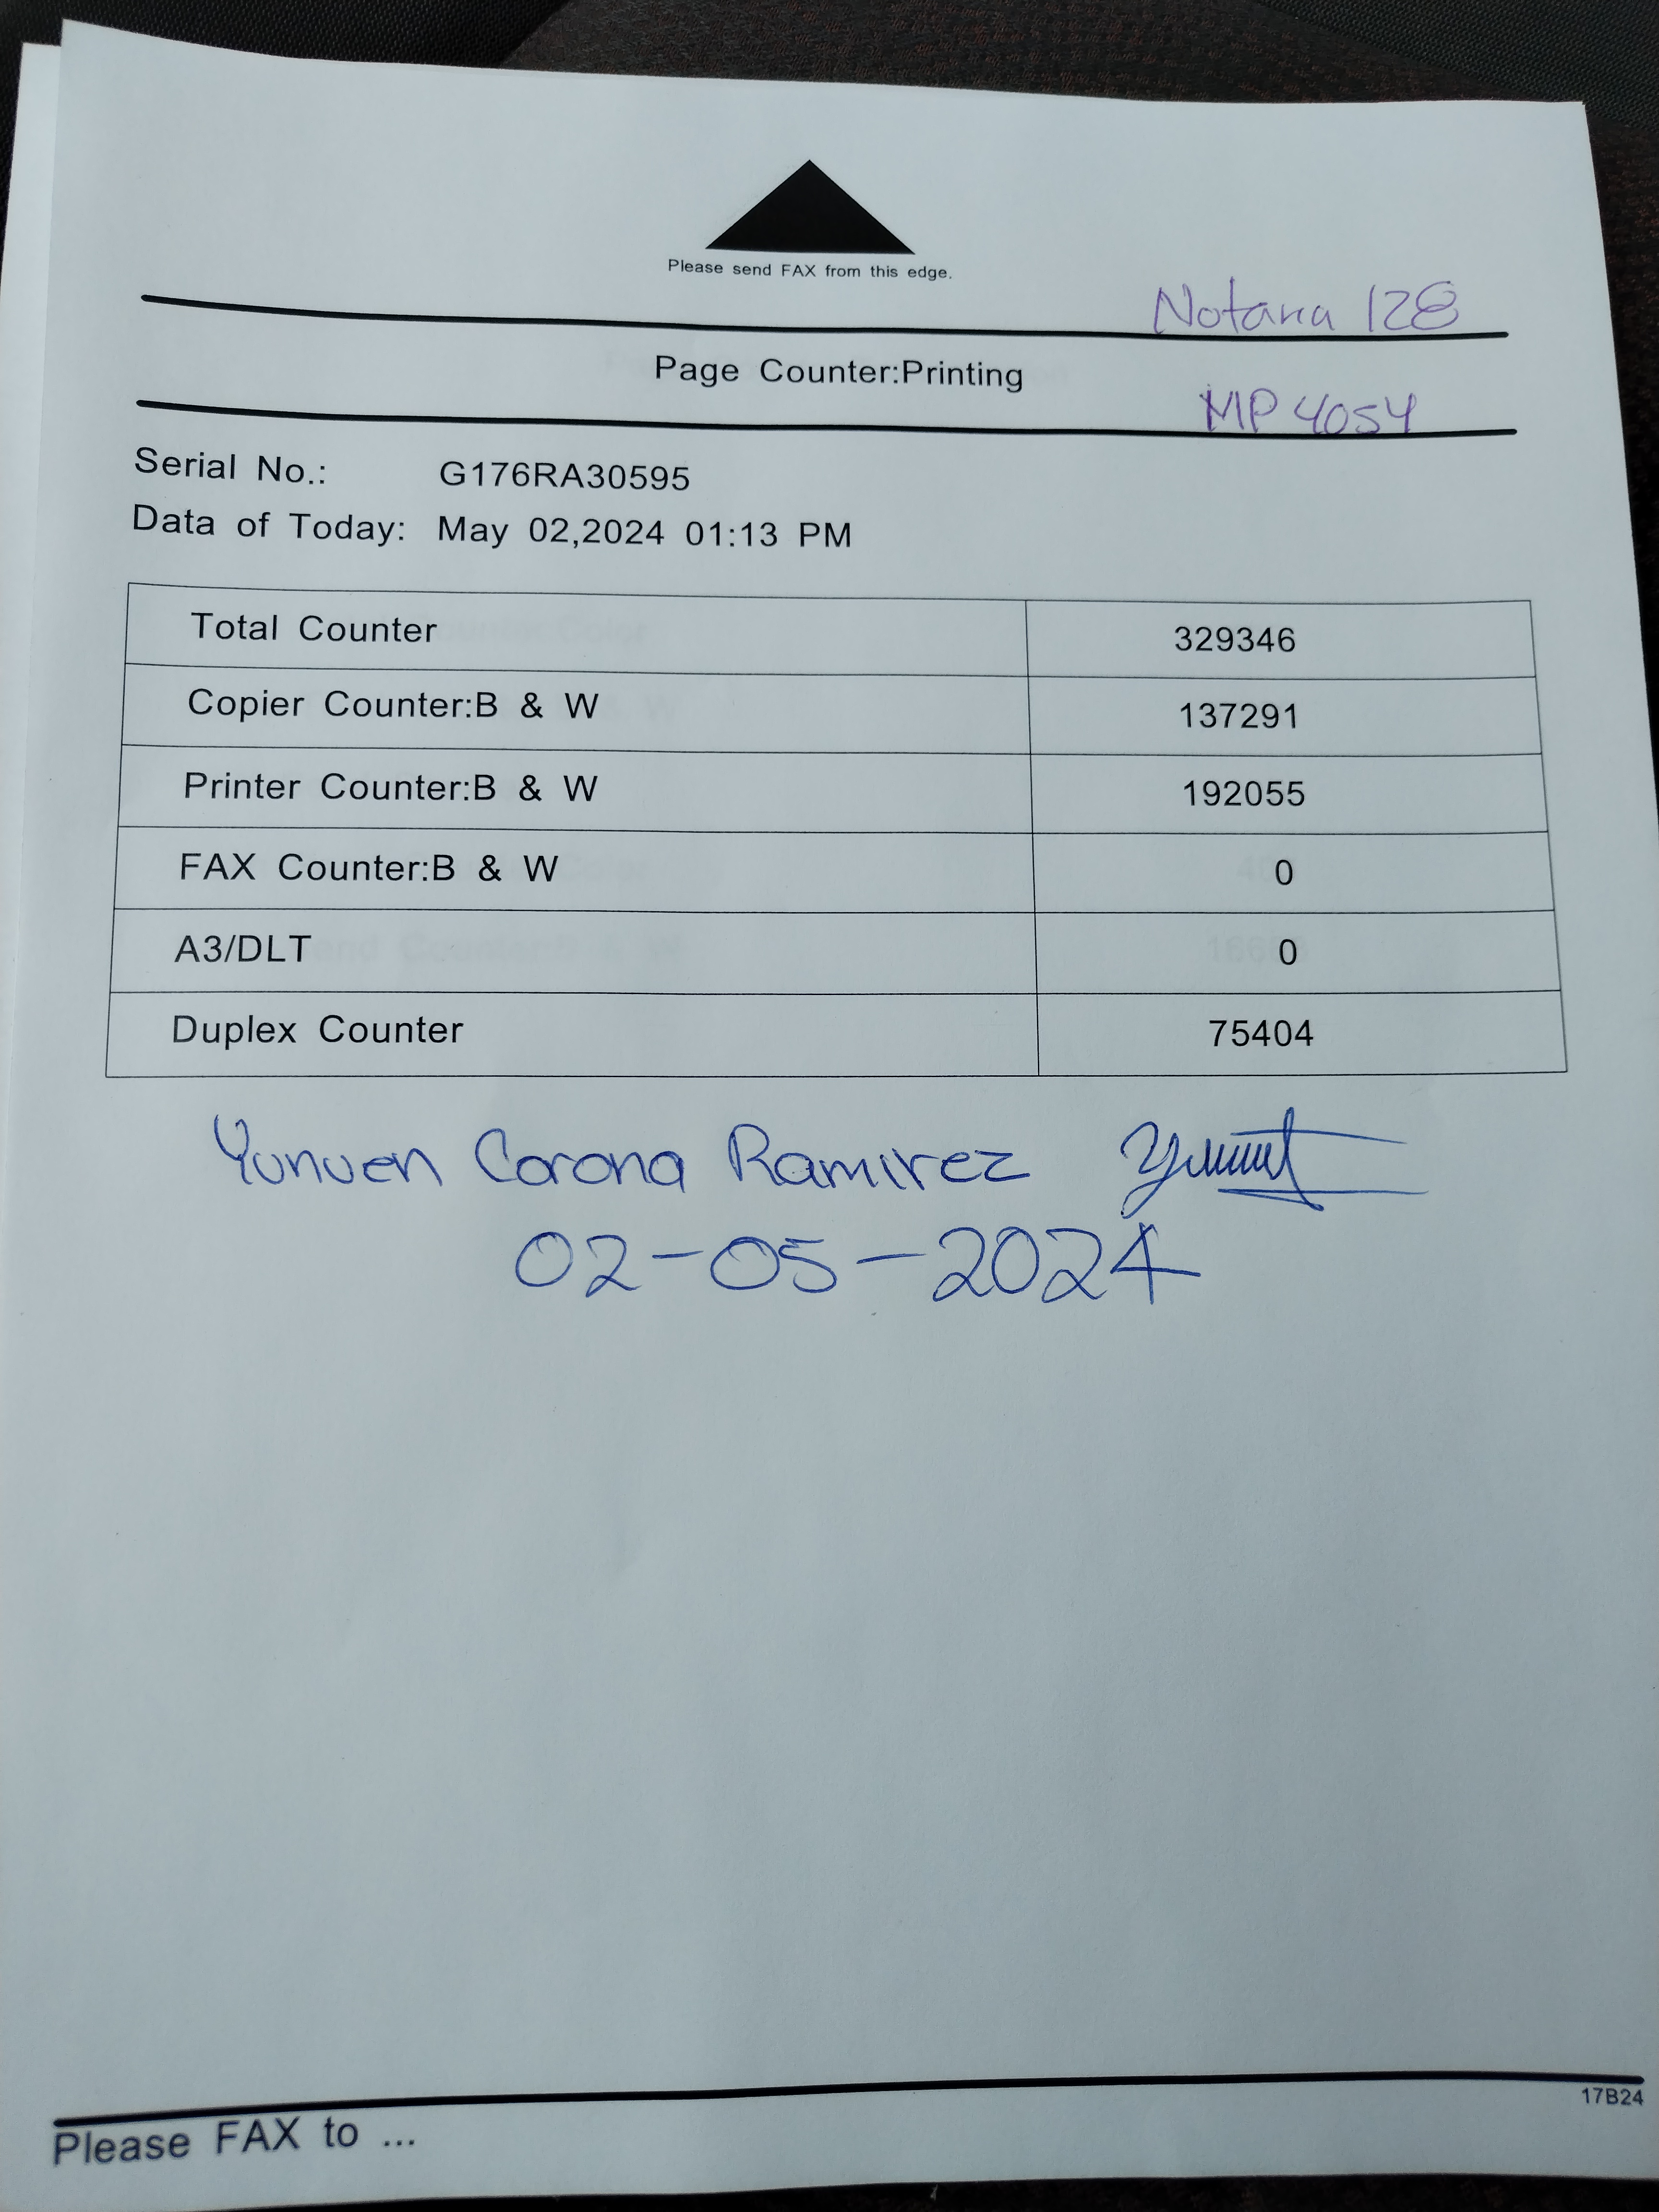 Please send FAX from this edge.
Notaria 128
Page Counter:Printing
MP 4054
Serial No.: G176RA30595
Data of Today: May 02,2024 01:13 PM
Total Counter 329346
Copier Counter:B & W 137291
Printer Counter:B & W 192055
FAX Counter:B & W 0
A3/DLT 0
Duplex Counter 75404
Yunuen Corona Ramirez
02-05-2024
17B24
Please FAX to ...